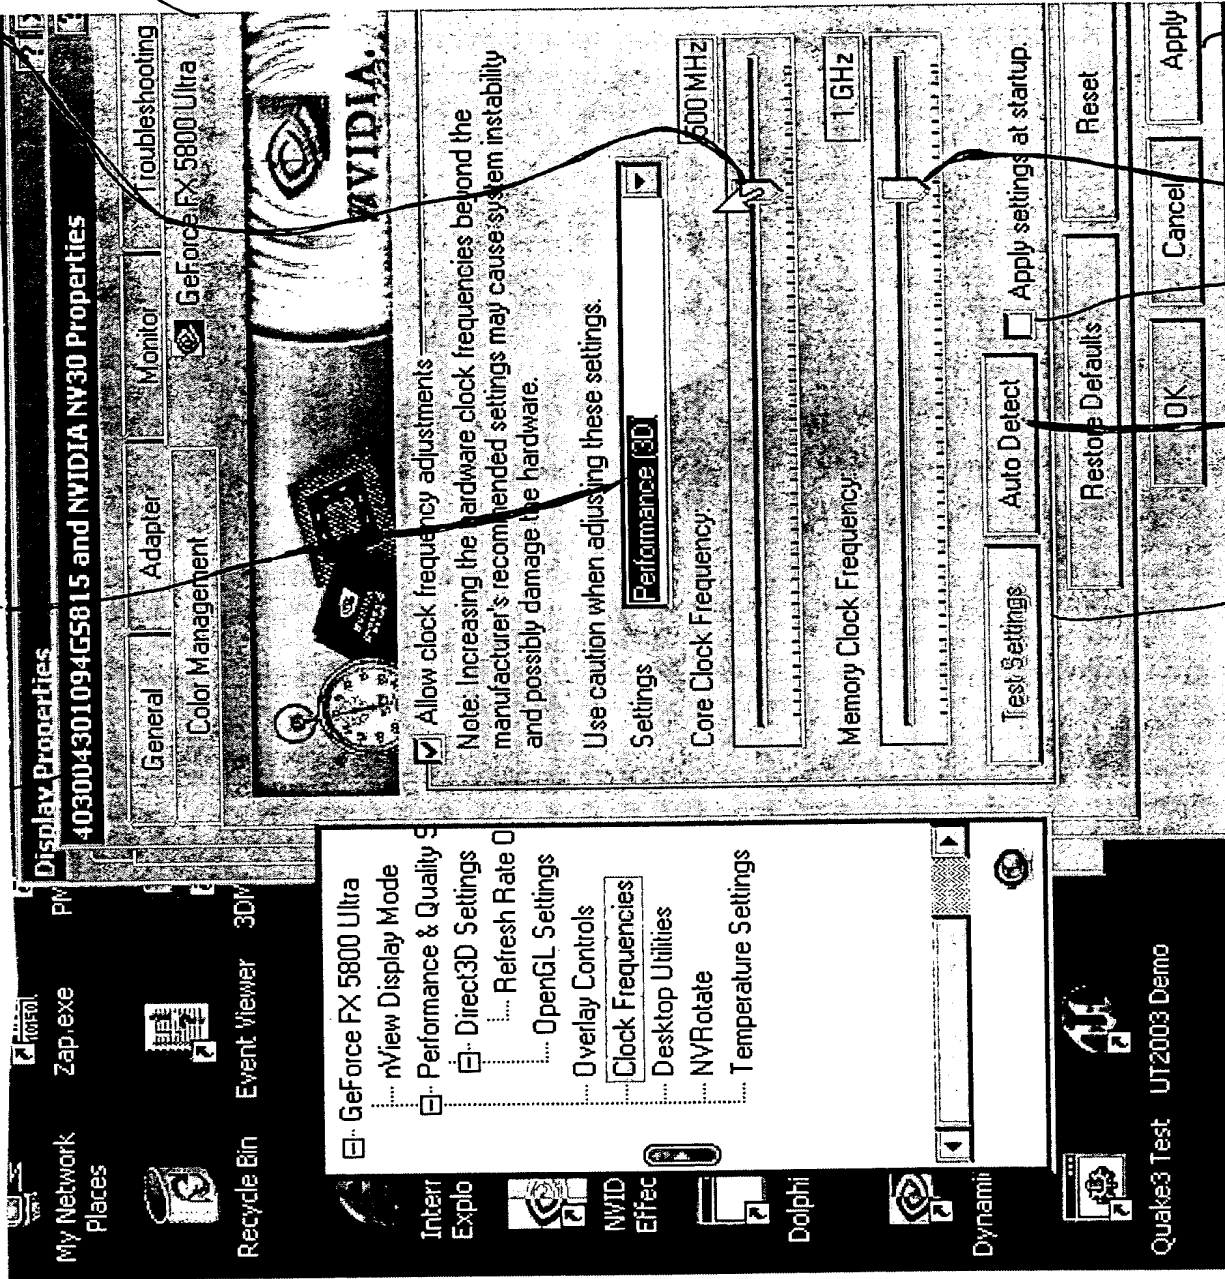 Display Properties
403004301094G5815 and NVIDIA NV30 Properties
General
Adapter
Monitor
Troubleshooting
Color Management
GeForce FX 5800 Ultra
NVIDIA.
Allow clock frequency adjustments
Note: Increasing the hardware clock frequencies beyond the
manufacturer's recommended settings may cause system instability
and possibly damage the hardware.
Use caution when adjusting these settings.
Settings
Performance (3D)
Core Clock Frequency:
500 MHz
Memory Clock Frequency:
1 GHz
Test Settings
Auto Detect
Apply settings at startup.
Restore Defaults
Reset
OK
Cancel
Apply
GeForce FX 5800 Ultra
nView Display Mode
Performance & Quality S
Direct3D Settings
Refresh Rate O
OpenGL Settings
Overlay Controls
Clock Frequencies
Desktop Utilities
NVRotate
Temperature Settings
My Network
Places
Zap.exe
PM
Recycle Bin
Event Viewer
3DM
Intern
Explo
NVID
Effec
Dolphi
Dynami
Quake3 Test
UT2003 Demo